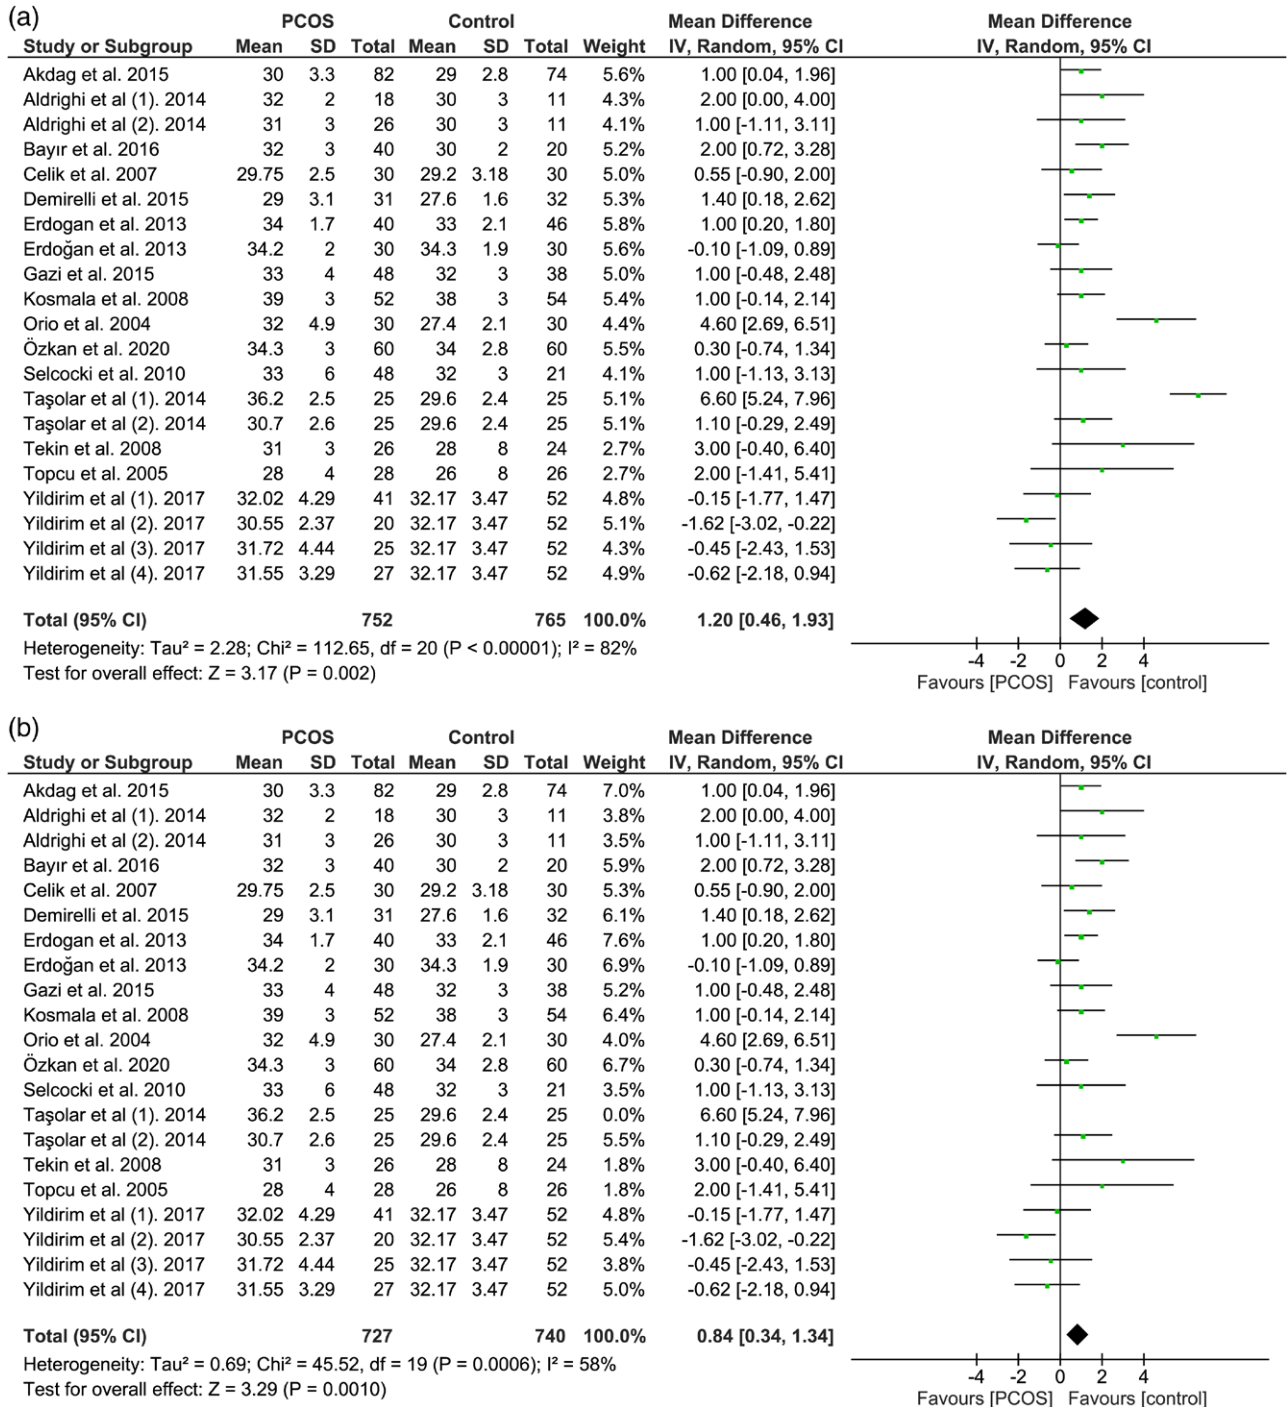 (a)
PCOS Control Mean Difference Mean Difference
Study or Subgroup Mean SD Total Mean SD Total Weight IV, Random, 95% CI IV, Random, 95% CI
Akdag et al. 2015 30 3.3 82 29 2.8 74 5.6% 1.00 [0.04, 1.96]
Aldrighi et al (1). 2014 32 2 18 30 3 11 4.3% 2.00 [0.00, 4.00]
Aldrighi et al (2). 2014 31 3 26 30 3 11 4.1% 1.00 [-1.11, 3.11]
Bayır et al. 2016 32 3 40 30 2 20 5.2% 2.00 [0.72, 3.28]
Celik et al. 2007 29.75 2.5 30 29.2 3.18 30 5.0% 0.55 [-0.90, 2.00]
Demirelli et al. 2015 29 3.1 31 27.6 1.6 32 5.3% 1.40 [0.18, 2.62]
Erdogan et al. 2013 34 1.7 40 33 2.1 46 5.8% 1.00 [0.20, 1.80]
Erdoğan et al. 2013 34.2 2 30 34.3 1.9 30 5.6% -0.10 [-1.09, 0.89]
Gazi et al. 2015 33 4 48 32 3 38 5.0% 1.00 [-0.48, 2.48]
Kosmala et al. 2008 39 3 52 38 3 54 5.4% 1.00 [-0.14, 2.14]
Orio et al. 2004 32 4.9 30 27.4 2.1 30 4.4% 4.60 [2.69, 6.51]
Özkan et al. 2020 34.3 3 60 34 2.8 60 5.5% 0.30 [-0.74, 1.34]
Selcocki et al. 2010 33 6 48 32 3 21 4.1% 1.00 [-1.13, 3.13]
Taşolar et al (1). 2014 36.2 2.5 25 29.6 2.4 25 5.1% 6.60 [5.24, 7.96]
Taşolar et al (2). 2014 30.7 2.6 25 29.6 2.4 25 5.1% 1.10 [-0.29, 2.49]
Tekin et al. 2008 31 3 26 28 8 24 2.7% 3.00 [-0.40, 6.40]
Topcu et al. 2005 28 4 28 26 8 26 2.7% 2.00 [-1.41, 5.41]
Yildirim et al (1). 2017 32.02 4.29 41 32.17 3.47 52 4.8% -0.15 [-1.77, 1.47]
Yildirim et al (2). 2017 30.55 2.37 20 32.17 3.47 52 5.1% -1.62 [-3.02, -0.22]
Yildirim et al (3). 2017 31.72 4.44 25 32.17 3.47 52 4.3% -0.45 [-2.43, 1.53]
Yildirim et al (4). 2017 31.55 3.29 27 32.17 3.47 52 4.9% -0.62 [-2.18, 0.94]
Total (95% CI) 752 765 100.0% 1.20 [0.46, 1.93]
Heterogeneity: Tau² = 2.28; Chi² = 112.65, df = 20 (P < 0.00001); I² = 82%
Test for overall effect: Z = 3.17 (P = 0.002)
-4 -2 0 2 4
Favours [PCOS] Favours [control]
(b)
PCOS Control Mean Difference Mean Difference
Study or Subgroup Mean SD Total Mean SD Total Weight IV, Random, 95% CI IV, Random, 95% CI
Akdag et al. 2015 30 3.3 82 29 2.8 74 7.0% 1.00 [0.04, 1.96]
Aldrighi et al (1). 2014 32 2 18 30 3 11 3.8% 2.00 [0.00, 4.00]
Aldrighi et al (2). 2014 31 3 26 30 3 11 3.5% 1.00 [-1.11, 3.11]
Bayır et al. 2016 32 3 40 30 2 20 5.9% 2.00 [0.72, 3.28]
Celik et al. 2007 29.75 2.5 30 29.2 3.18 30 5.3% 0.55 [-0.90, 2.00]
Demirelli et al. 2015 29 3.1 31 27.6 1.6 32 6.1% 1.40 [0.18, 2.62]
Erdogan et al. 2013 34 1.7 40 33 2.1 46 7.6% 1.00 [0.20, 1.80]
Erdoğan et al. 2013 34.2 2 30 34.3 1.9 30 6.9% -0.10 [-1.09, 0.89]
Gazi et al. 2015 33 4 48 32 3 38 5.2% 1.00 [-0.48, 2.48]
Kosmala et al. 2008 39 3 52 38 3 54 6.4% 1.00 [-0.14, 2.14]
Orio et al. 2004 32 4.9 30 27.4 2.1 30 4.0% 4.60 [2.69, 6.51]
Özkan et al. 2020 34.3 3 60 34 2.8 60 6.7% 0.30 [-0.74, 1.34]
Selcocki et al. 2010 33 6 48 32 3 21 3.5% 1.00 [-1.13, 3.13]
Taşolar et al (1). 2014 36.2 2.5 25 29.6 2.4 25 0.0% 6.60 [5.24, 7.96]
Taşolar et al (2). 2014 30.7 2.6 25 29.6 2.4 25 5.5% 1.10 [-0.29, 2.49]
Tekin et al. 2008 31 3 26 28 8 24 1.8% 3.00 [-0.40, 6.40]
Topcu et al. 2005 28 4 28 26 8 26 1.8% 2.00 [-1.41, 5.41]
Yildirim et al (1). 2017 32.02 4.29 41 32.17 3.47 52 4.8% -0.15 [-1.77, 1.47]
Yildirim et al (2). 2017 30.55 2.37 20 32.17 3.47 52 5.4% -1.62 [-3.02, -0.22]
Yildirim et al (3). 2017 31.72 4.44 25 32.17 3.47 52 3.8% -0.45 [-2.43, 1.53]
Yildirim et al (4). 2017 31.55 3.29 27 32.17 3.47 52 5.0% -0.62 [-2.18, 0.94]
Total (95% CI) 727 740 100.0% 0.84 [0.34, 1.34]
Heterogeneity: Tau² = 0.69; Chi² = 45.52, df = 19 (P = 0.0006); I² = 58%
Test for overall effect: Z = 3.29 (P = 0.0010)
-4 -2 0 2 4
Favours [PCOS] Favours [control]